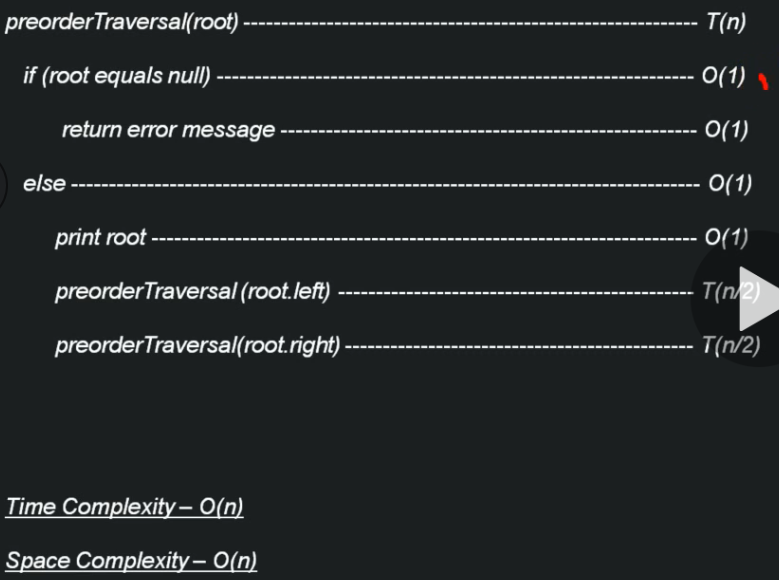 preorderTraversal(root) ------------------------------------------------------------ T(n)
if (root equals null) --------------------------------------------------------------- O(1)
return error message ------------------------------------------------------- O(1)
else ------------------------------------------------------------------------------------ O(1)
print root ------------------------------------------------------------------------- O(1)
preorderTraversal (root.left) ----------------------------------------------- T(n/2)
preorderTraversal(root.right) ---------------------------------------------- T(n/2)
Time Complexity – O(n)
Space Complexity – O(n)